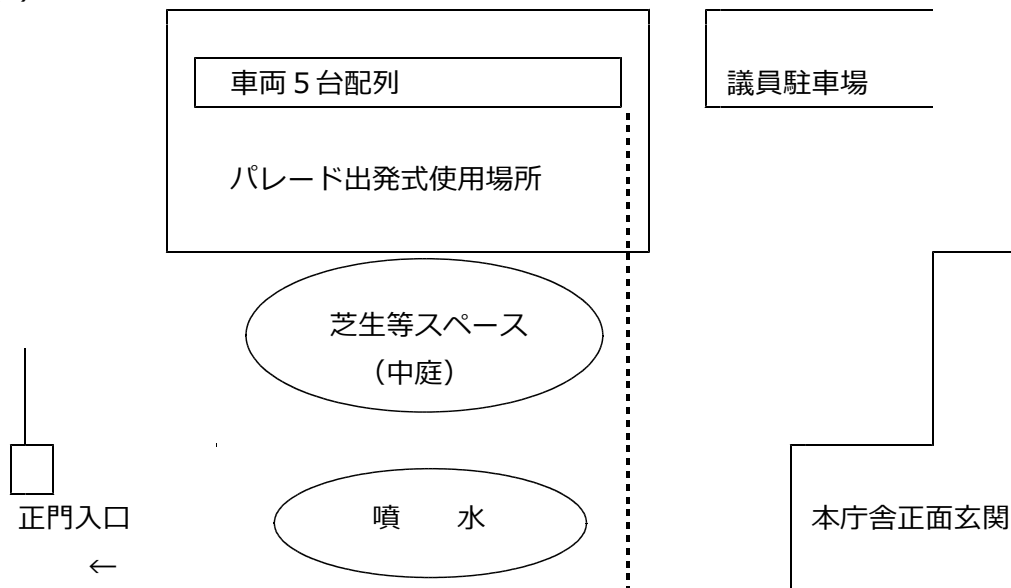 車両５台配列
議員駐車場
パレード出発式使用場所
芝生等スペース
（中庭）
正門入口
噴　　水
本庁舎正面玄関
←